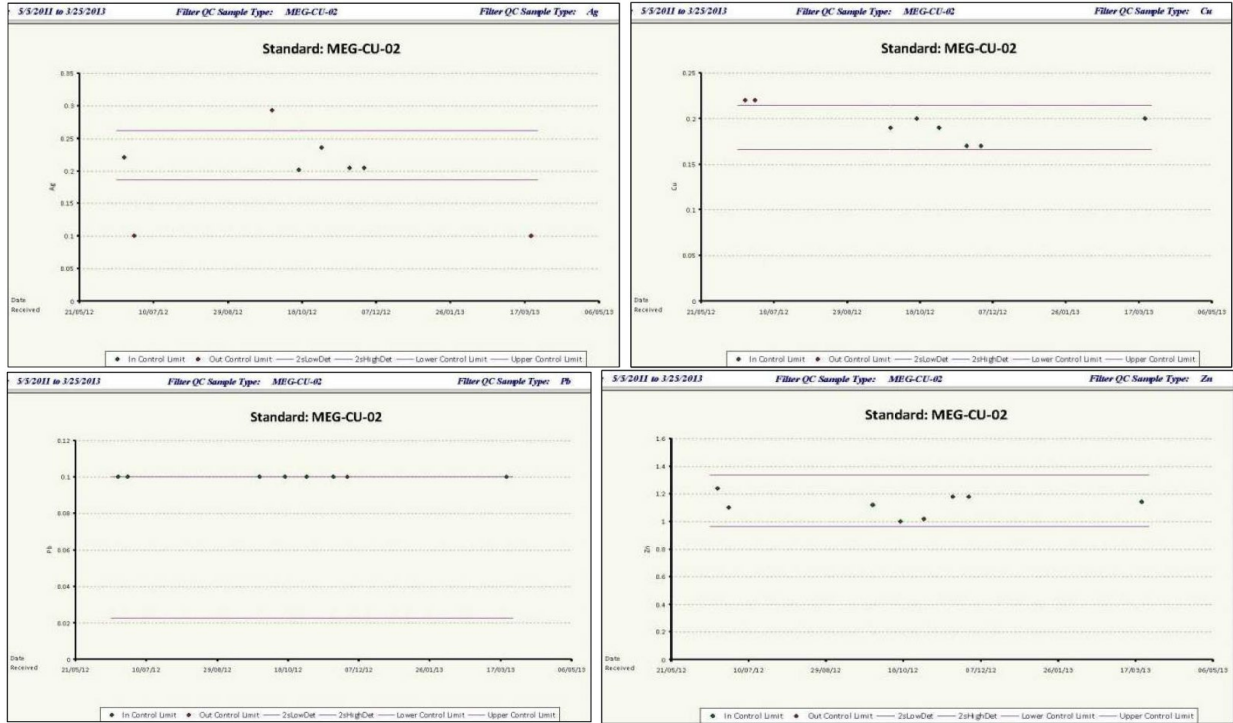 5/5/2011 to 3/25/2013 Filter QC Sample Type: MEG-CU-02 Filter QC Sample Type: Ag
Standard: MEG-CU-02
0.35
0.3
0.25
0.2
0.15
0.1
0.05
0
Ag
Date
Received
21/05/12 10/07/12 29/08/12 18/10/12 07/12/12 26/01/13 17/03/13 06/05/13
In Control Limit Out Control Limit 2sLowDet 2sHighDet Lower Control Limit Upper Control Limit
5/5/2011 to 3/25/2013 Filter QC Sample Type: MEG-CU-02 Filter QC Sample Type: Cu
Standard: MEG-CU-02
0.25
0.2
0.15
0.1
0.05
0
Cu
Date
Received
21/05/12 10/07/12 29/08/12 18/10/12 07/12/12 26/01/13 17/03/13 06/05/13
In Control Limit Out Control Limit 2sLowDet 2sHighDet Lower Control Limit Upper Control Limit
5/5/2011 to 3/25/2013 Filter QC Sample Type: MEG-CU-02 Filter QC Sample Type: Pb
Standard: MEG-CU-02
0.12
0.1
0.08
0.06
0.04
0.02
0
Pb
Date
Received
21/05/12 10/07/12 29/08/12 18/10/12 07/12/12 26/01/13 17/03/13 06/05/13
In Control Limit Out Control Limit 2sLowDet 2sHighDet Lower Control Limit Upper Control Limit
5/5/2011 to 3/25/2013 Filter QC Sample Type: MEG-CU-02 Filter QC Sample Type: Zn
Standard: MEG-CU-02
1.6
1.4
1.2
1
0.8
0.6
0.4
0.2
0
Zn
Date
Received
21/05/12 10/07/12 29/08/12 18/10/12 07/12/12 26/01/13 17/03/13 06/05/13
In Control Limit Out Control Limit 2sLowDet 2sHighDet Lower Control Limit Upper Control Limit